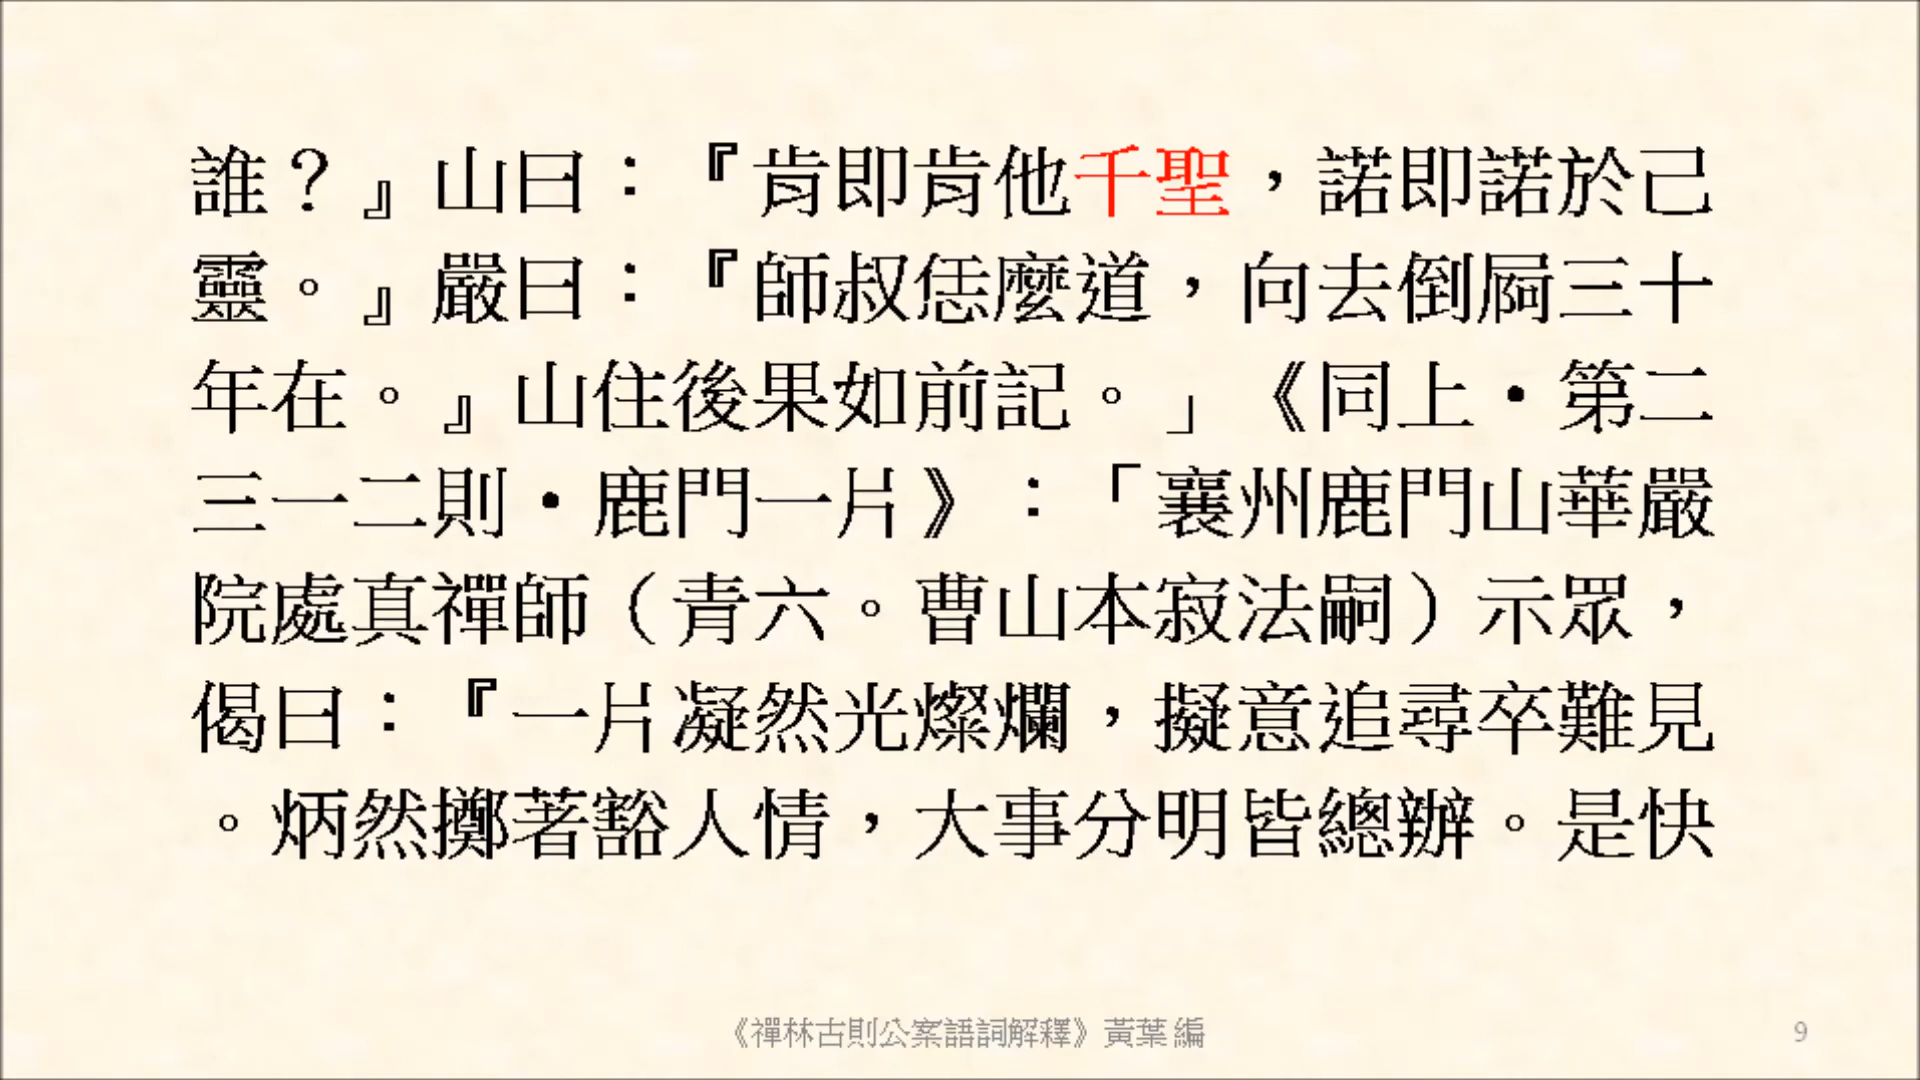 誰？』山曰：『肯即肯他千聖，諾即諾於己
靈。』嚴曰：『師叔恁麼道，向去倒屙三十
年在。』山住後果如前記。」《同上‧第二
三一二則‧鹿門一片》：「襄州鹿門山華嚴
院處真禪師（青六。曹山本寂法嗣）示眾，
偈曰：『一片凝然光燦爛，擬意追尋卒難見
。炳然擲著豁人情，大事分明皆總辦。是快
《禪林古則公案語詞解釋》黃葉 編
9